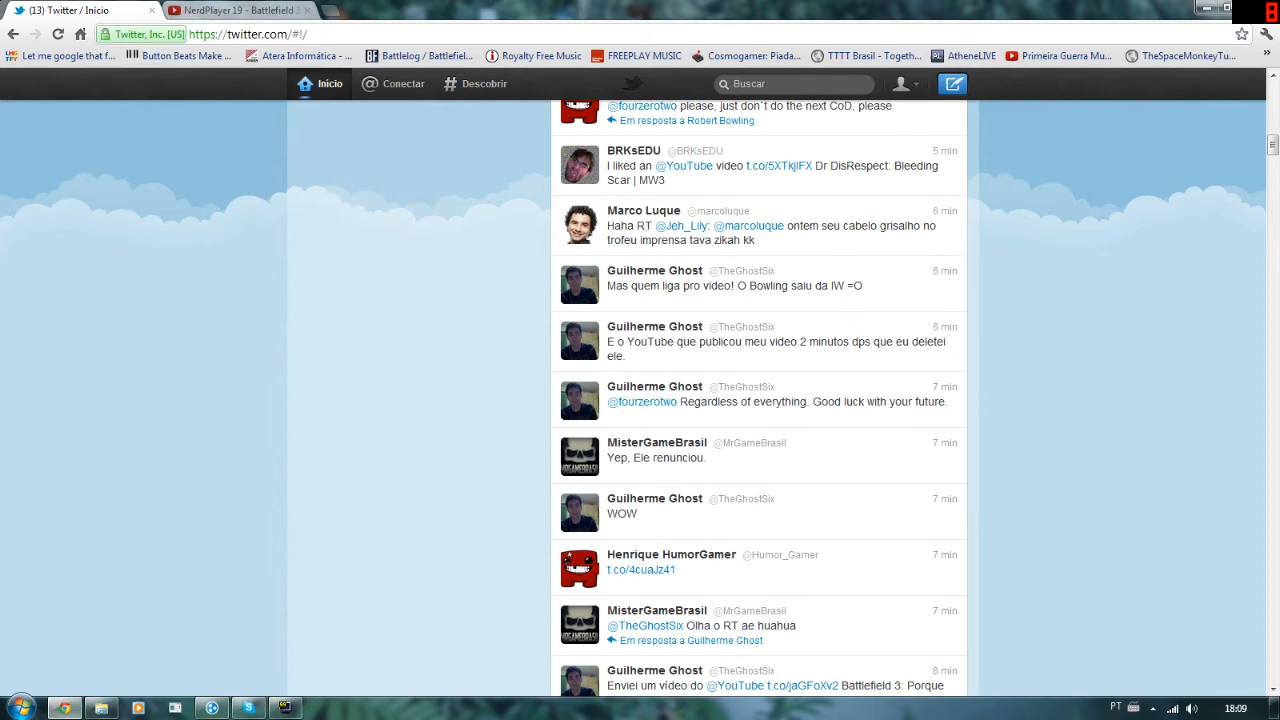 (13) Twitter / Início
NerdPlayer 19 - Battlefield 3
8
Twitter, Inc. [US]
https://twitter.com/#!/
Let me google that f...
Button Beats Make ...
Atera Informática ...
Battlelog / Battlefiel...
Royalty Free Music
FREEPLAY MUSIC
Cosmogamer: Piada...
TTTT Brasil - Togeth...
AtheneLIVE
Primeira Guerra Mu...
TheSpaceMonkeyTu...
»
Início
@ Conectar
# Descobrir
Buscar
@fourzerotwo please, just don´t do the next CoD, please
Em resposta a Robert Bowling
BRKsEDU @BRKsEDU 5 min
I liked an @YouTube video t.co/5XTkjlFX Dr DisRespect: Bleeding
Scar | MW3
Marco Luque @marcoluque 6 min
Haha RT @Jeh_Lily: @marcoluque ontem seu cabelo grisalho no
trofeu imprensa tava zikah kk
Guilherme Ghost @TheGhostSix 6 min
Mas quem liga pro video! O Bowling saiu da IW =O
Guilherme Ghost @TheGhostSix 6 min
E o YouTube que publicou meu video 2 minutos dps que eu deletei
ele.
Guilherme Ghost @TheGhostSix 7 min
@fourzerotwo Regardless of everything. Good luck with your future.
MisterGameBrasil @MrGameBrasil 7 min
Yep, Ele renunciou.
MRGAMEBRASIL
Guilherme Ghost @TheGhostSix 7 min
WOW
Henrique HumorGamer @Humor_Gamer 7 min
t.co/4cuaJz41
MisterGameBrasil @MrGameBrasil 7 min
@TheGhostSix Olha o RT ae huahua
MRGAMEBRASIL
Em resposta a Guilherme Ghost
Guilherme Ghost @TheGhostSix 8 min
Enviei um vídeo do @YouTube t.co/jaGFoXv2 Battlefield 3: Porque
PT
18:09